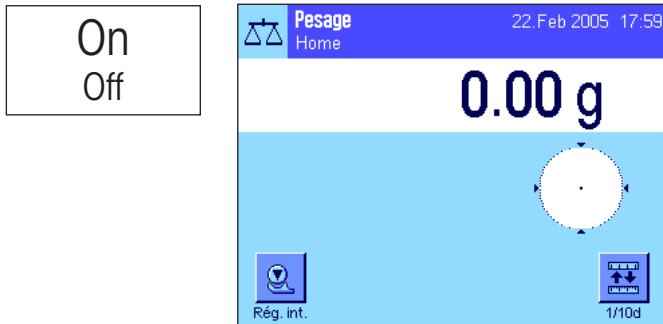 On
Off
Pesage 22.Feb 2005 17:59
Home
0.00 g
Rég. int. 1/10d